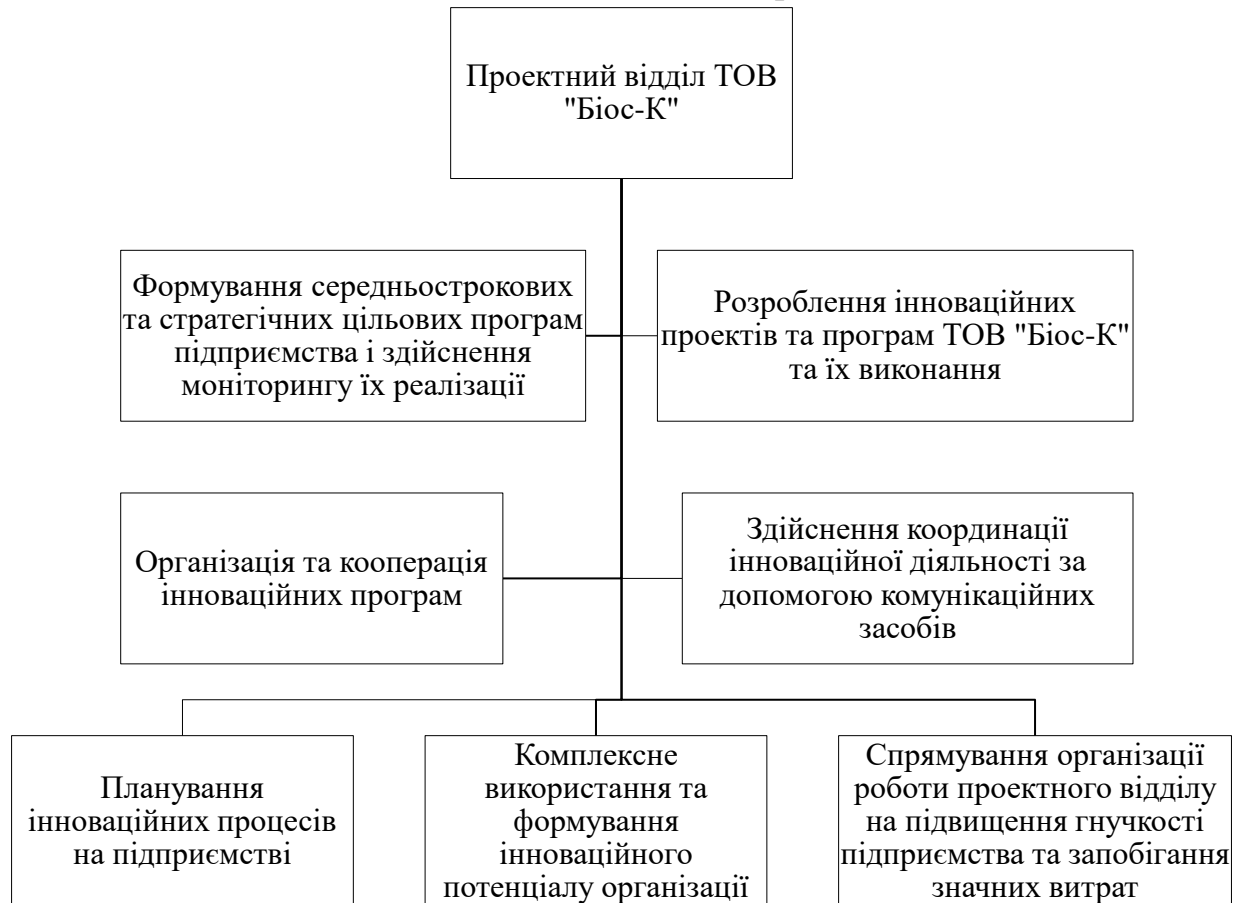 Проектний відділ ТОВ
"Біос-К"
Формування середньострокових
та стратегічних цільових програм
підприємства і здійснення
моніторингу їх реалізації
Розроблення інноваційних
проектів та програм ТОВ "Біос-К"
та їх виконання
Організація та кооперація
інноваційних програм
Здійснення координації
інноваційної діяльності за
допомогою комунікаційних
засобів
Планування
інноваційних процесів
на підприємстві
Комплексне
використання та
формування
інноваційного
потенціалу організації
Спрямування організації
роботи проектного відділу
на підвищення гнучкості
підприємства та запобігання
значних витрат